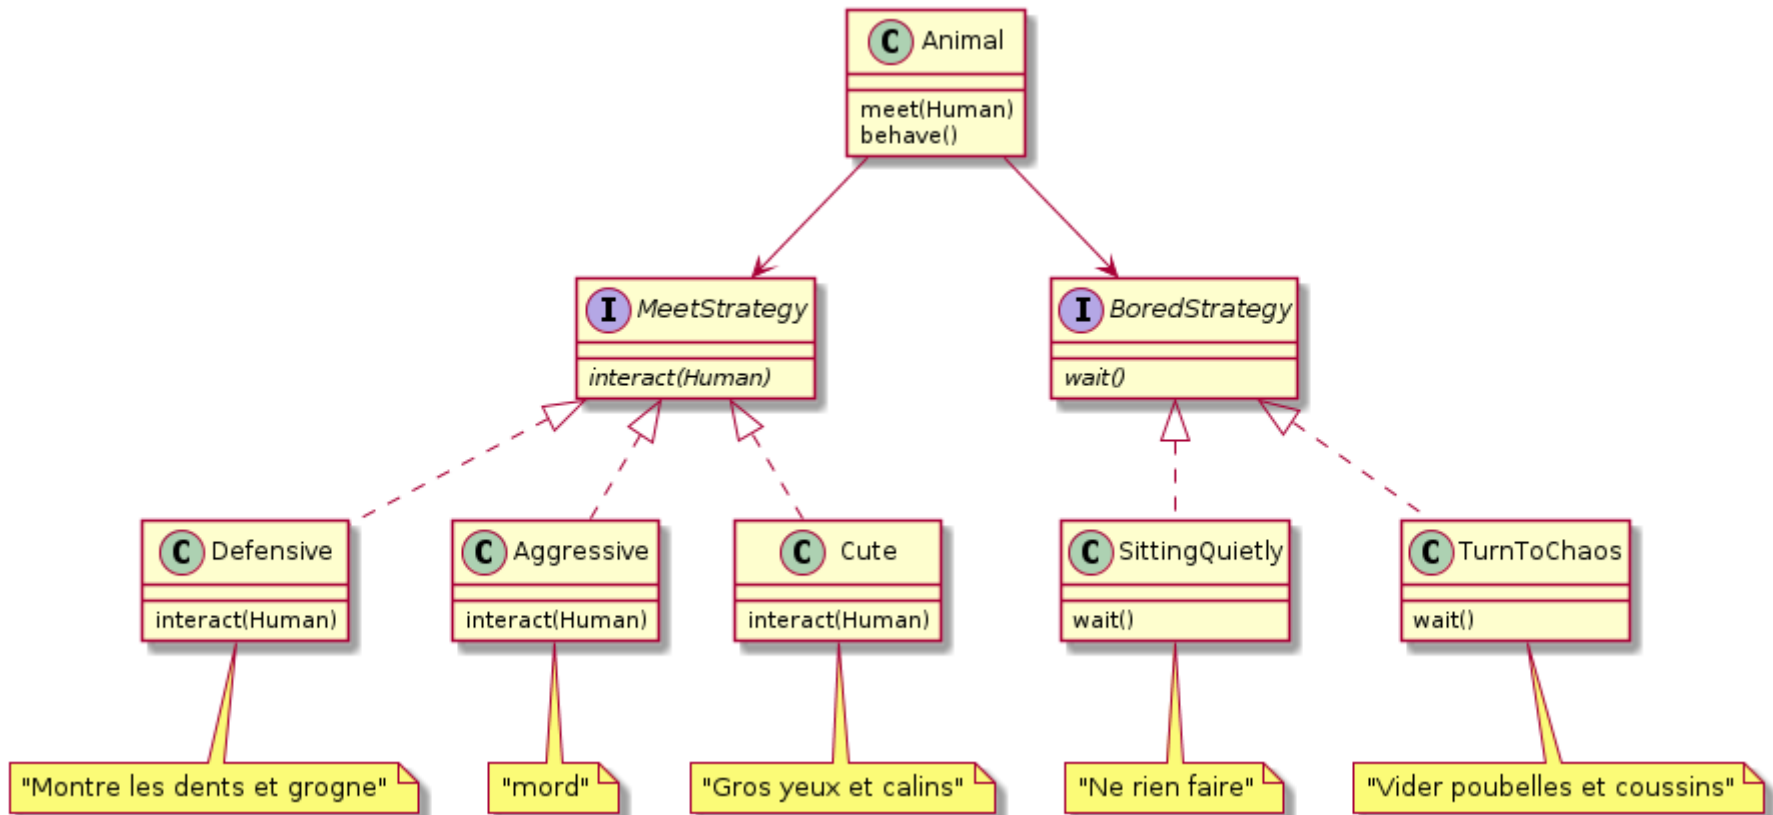 C Animal
meet(Human)
behave()
I MeetStrategy
interact(Human)
I BoredStrategy
wait()
C Defensive
interact(Human)
C Aggressive
interact(Human)
C Cute
interact(Human)
C SittingQuietly
wait()
C TurnToChaos
wait()
"Montre les dents et grogne"
"mord"
"Gros yeux et calins"
"Ne rien faire"
"Vider poubelles et coussins"